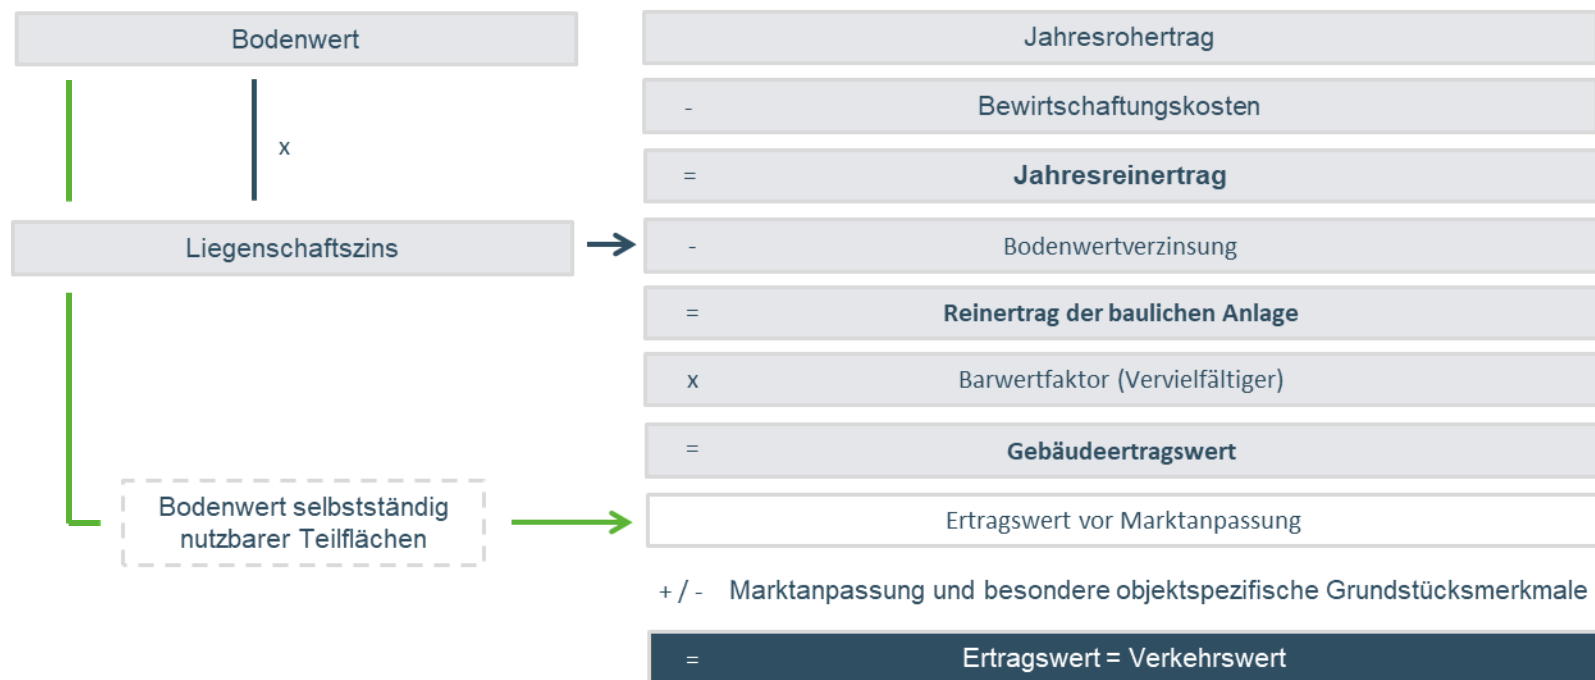 Bodenwert
x
Liegenschaftszins
Bodenwert selbstständig
nutzbarer Teilflächen
Jahresrohertrag
- Bewirtschaftungskosten
= Jahresreinertrag
- Bodenwertverzinsung
= Reinertrag der baulichen Anlage
x Barwertfaktor (Vervielfältiger)
= Gebäudeertragswert
Ertragswert vor Marktanpassung
+ / - Marktanpassung und besondere objektspezifische Grundstücksmerkmale
= Ertragswert = Verkehrswert